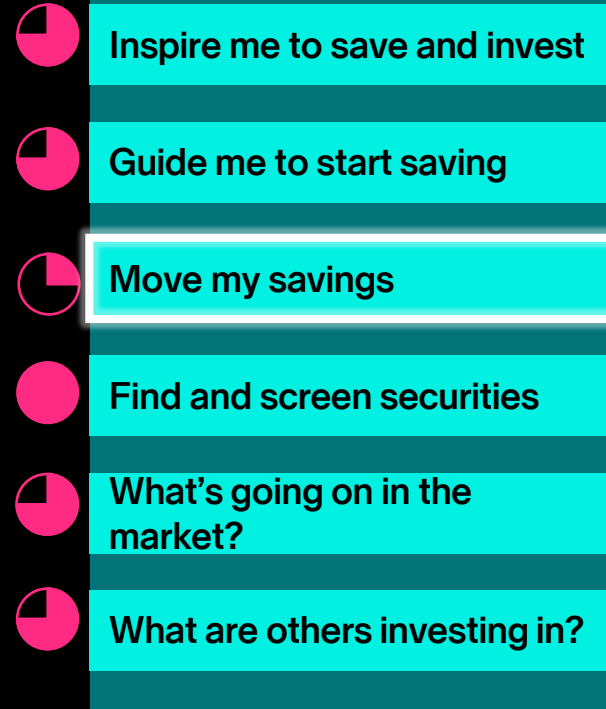 Inspire me to save and invest
Guide me to start saving
Move my savings
Find and screen securities
What’s going on in the
market?
What are others investing in?